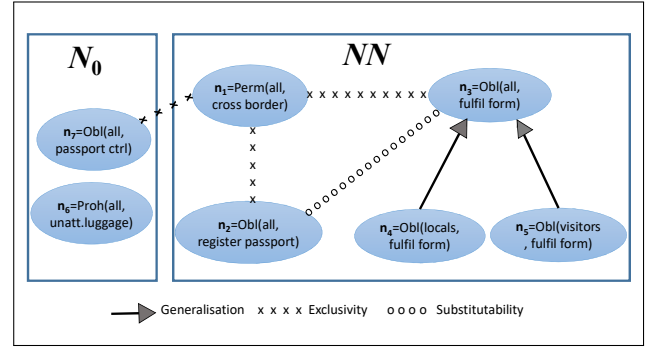 N₀
NN
n₁=Perm(all,
cross border)
n₃=Obl(all,
fulfil form)
n₇=Obl(all,
passport ctrl)
n₆=Proh(all,
unatt.luggage)
n₂=Obl(all,
register passport)
n₄=Obl(locals,
fulfil form)
n₅=Obl(visitors
, fulfil form)
Generalisation x x x x Exclusivity o o o o Substitutability